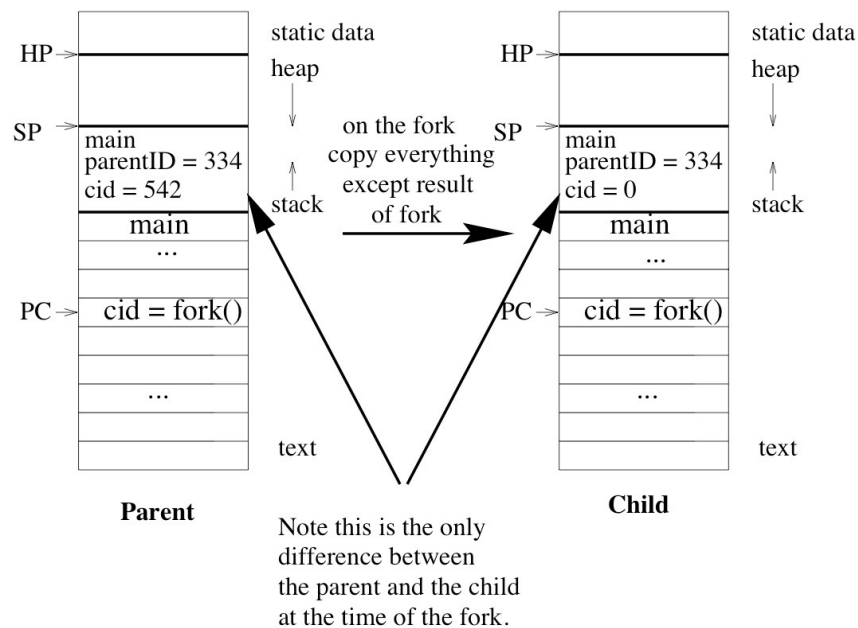 HP
static data
heap
SP
main
parentID = 334
cid = 542
stack
main
...
PC
cid = fork()
...
text
Parent
on the fork
copy everything
except result
of fork
HP
static data
heap
SP
main
parentID = 334
cid = 0
stack
main
...
PC
cid = fork()
...
text
Child
Note this is the only
difference between
the parent and the child
at the time of the fork.